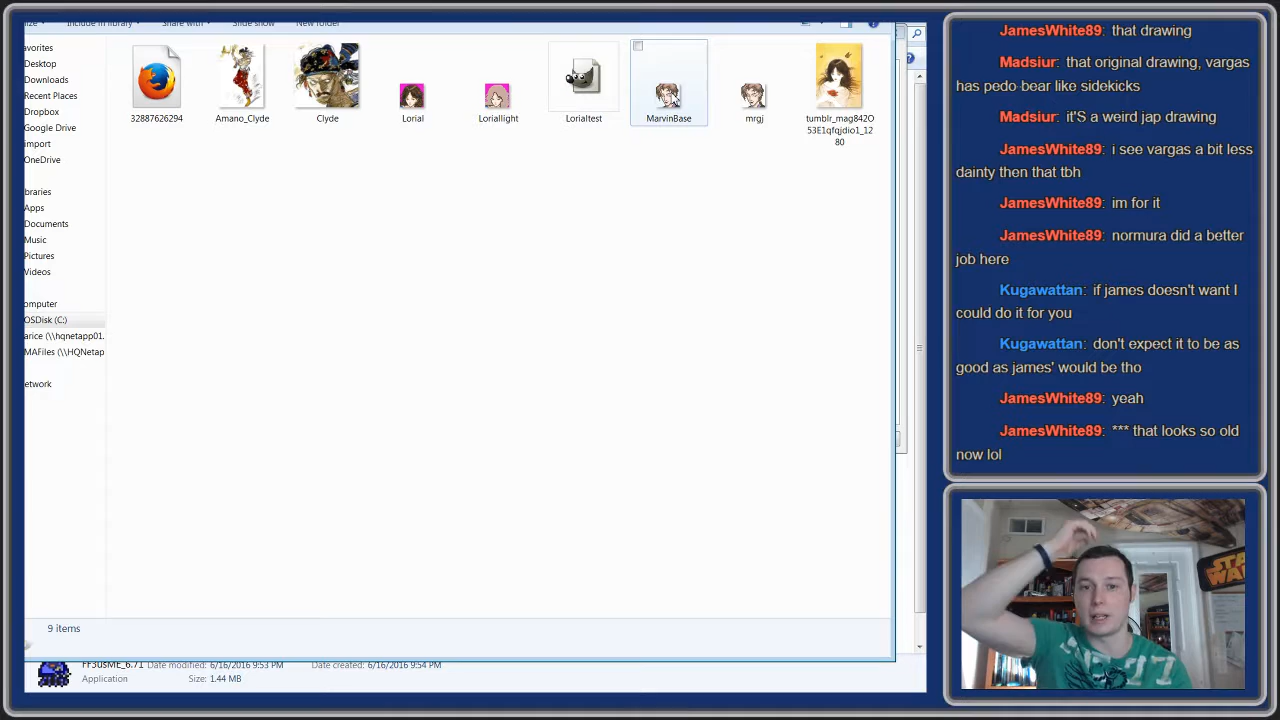 ize
Include in library
Share with
Slide show
New folder
avorites
Desktop
Downloads
Recent Places
Dropbox
Google Drive
import
OneDrive
ibraries
Apps
Documents
Music
Pictures
Videos
omputer
OSDisk (C:)
arice (\\hqnetapp01.
MAFiles (\\HQNetap
etwork
32887626294
Amano_Clyde
Clyde
Lorial
Loriallight
Lorialtest
MarvinBase
mrgj
tumblr_mag842O
53E1qfqjdio1_12
80
9 items
FF3usME_6.71 Date modified: 6/16/2016 9:53 PM Date created: 6/16/2016 9:54 PM
Application Size: 1.44 MB
JamesWhite89: that drawing
Madsiur: that original drawing, vargas
has pedo-bear like sidekicks
Madsiur: it'S a weird jap drawing
JamesWhite89: i see vargas a bit less
dainty then that tbh
JamesWhite89: im for it
JamesWhite89: normura did a better
job here
Kugawattan: if james doesn't want I
could do it for you
Kugawattan: don't expect it to be as
good as james' would be tho
JamesWhite89: yeah
JamesWhite89: *** that looks so old
now lol
STAR
WARS